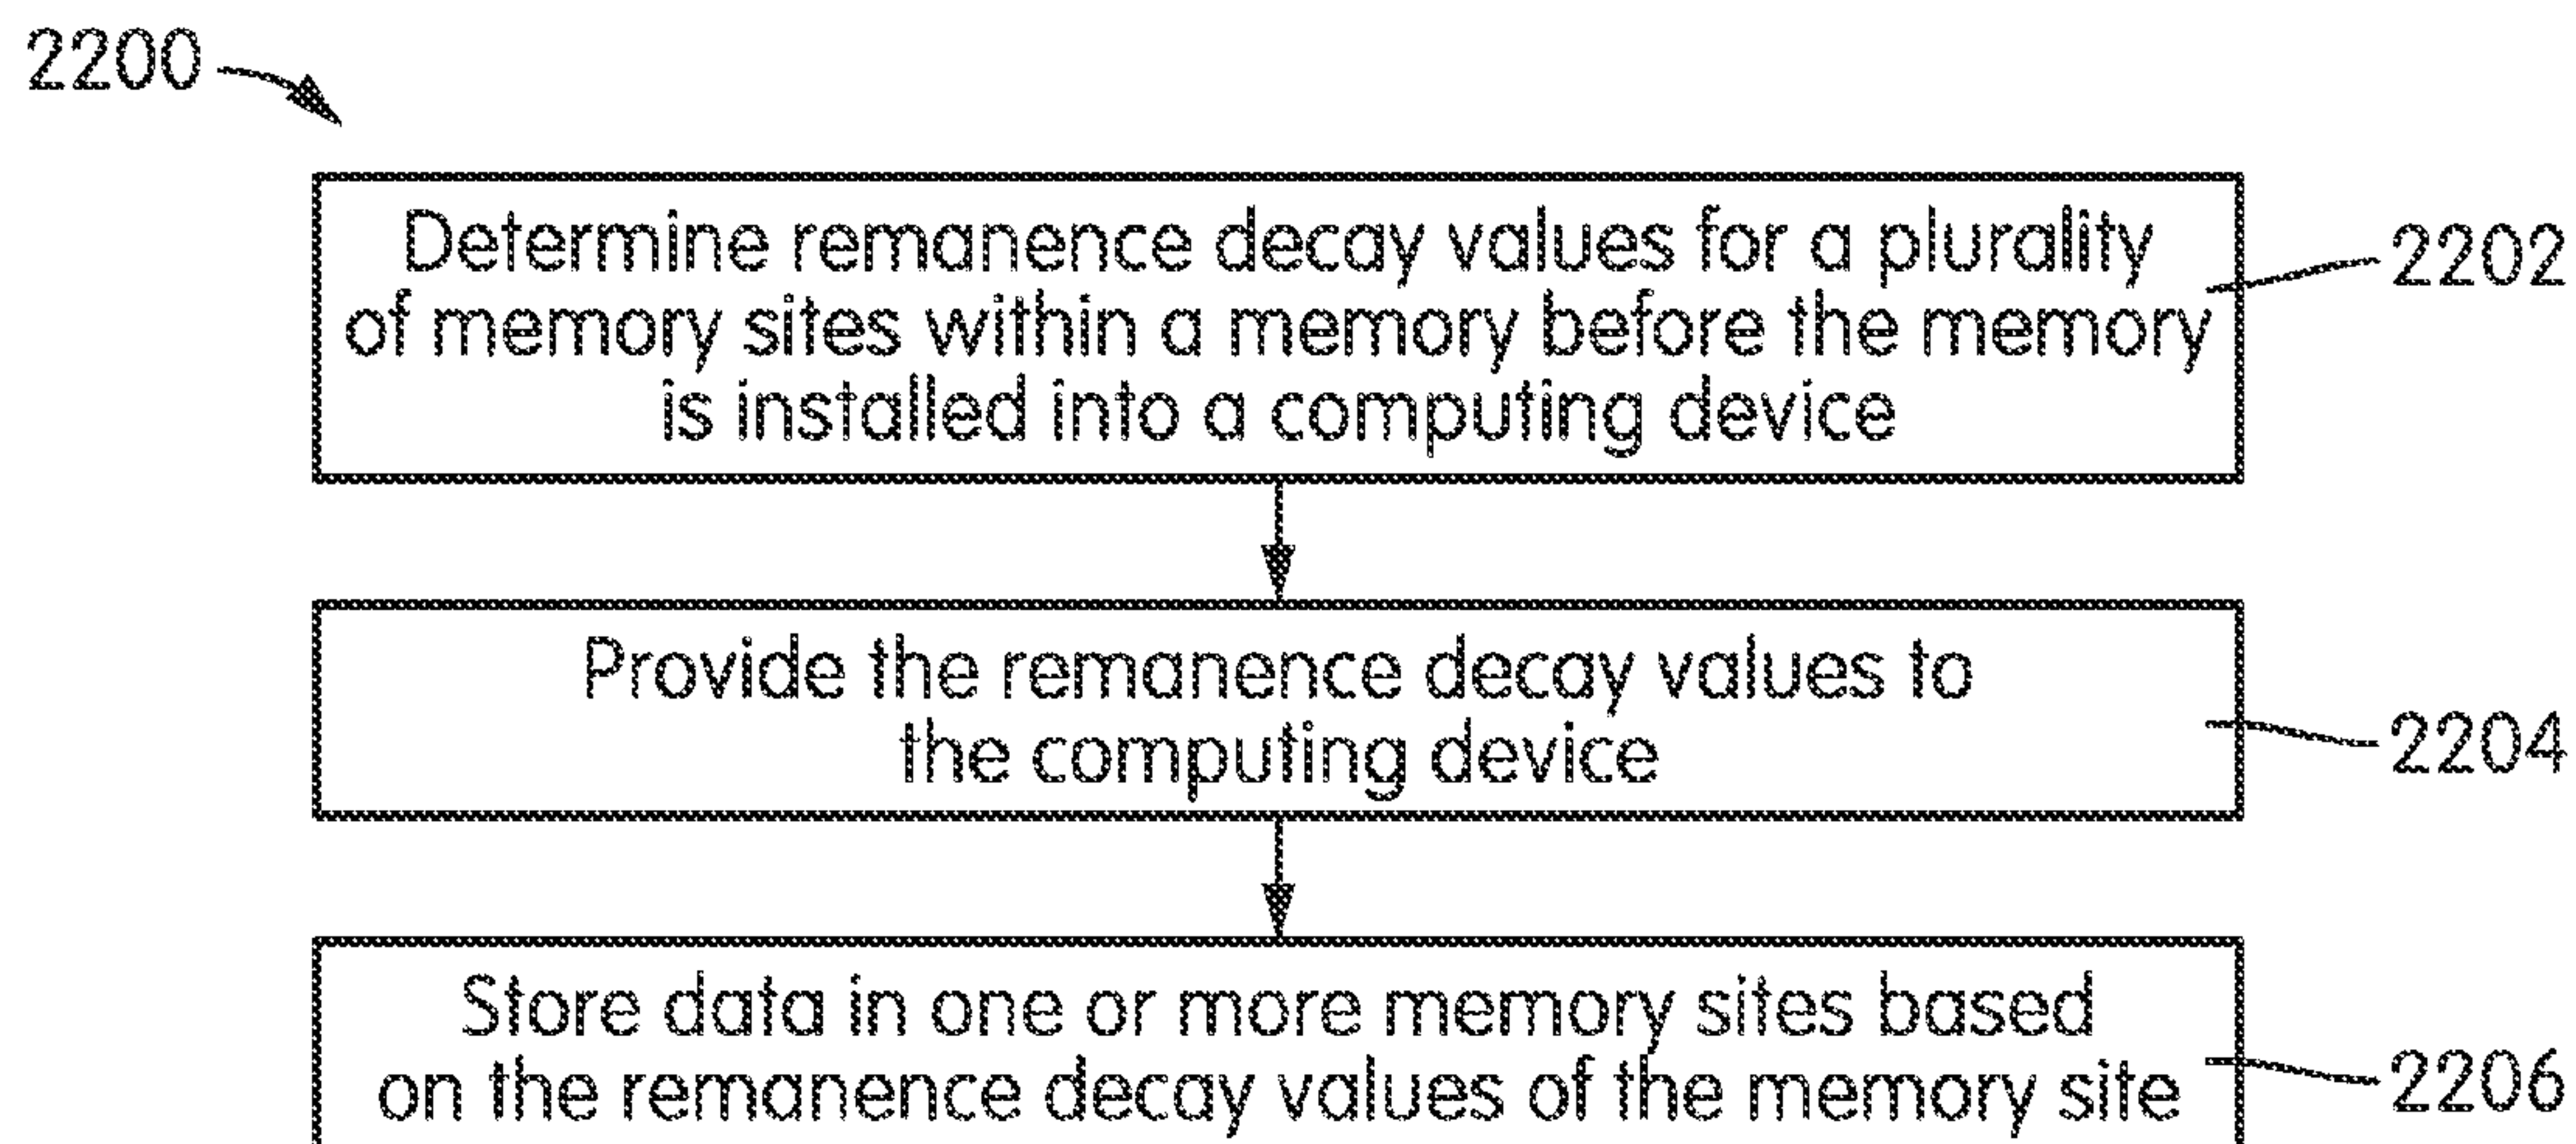 2200
Determine remanence decay values for a plurality
of memory sites within a memory before the memory
is installed into a computing device
2202
Provide the remanence decay values to
the computing device
2204
Store data in one or more memory sites based
on the remanence decay values of the memory site
2206